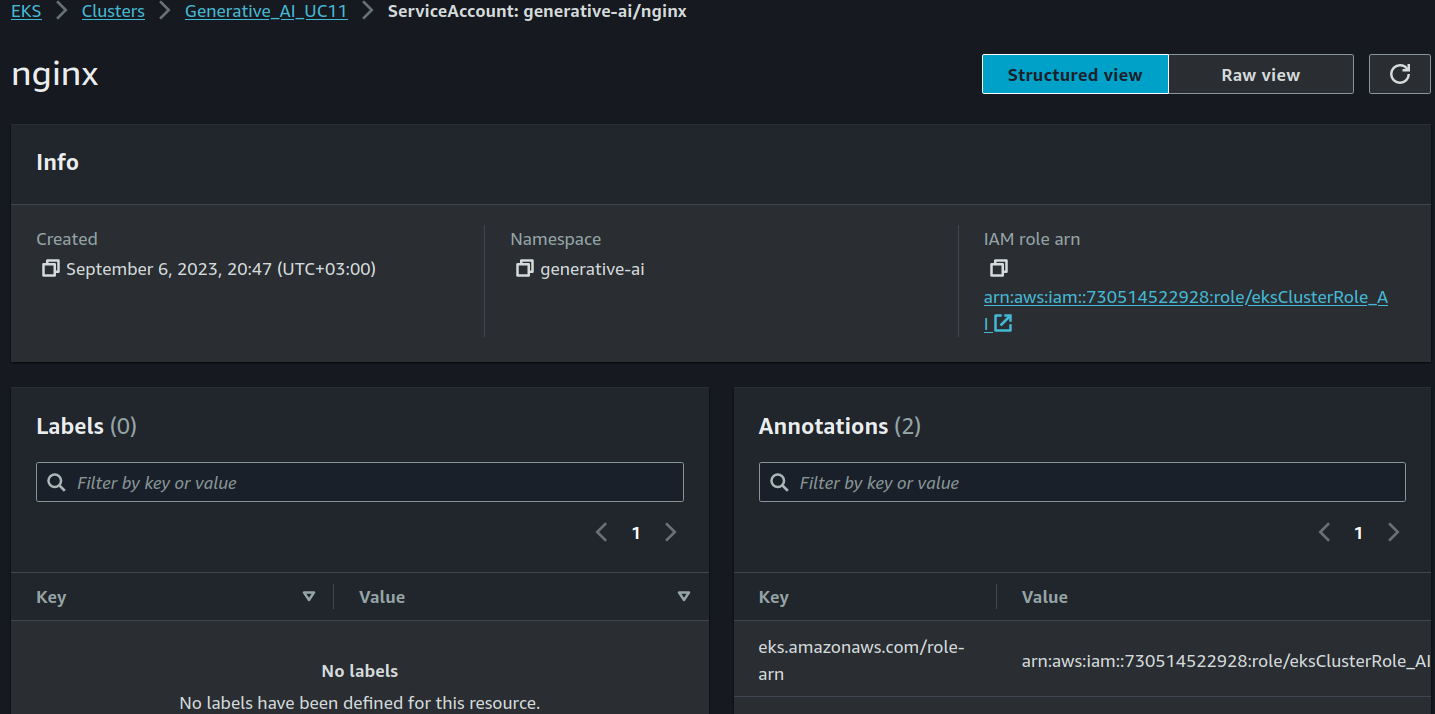 EKS > Clusters > Generative_AI_UC11 > ServiceAccount: generative-ai/nginx
nginx
Structured view
Raw view
Info
Created
September 6, 2023, 20:47 (UTC+03:00)
Namespace
generative-ai
IAM role arn
arn:aws:iam::730514522928:role/eksClusterRole_A
I
Labels (0)
Filter by key or value
1
Key
Value
No labels
No labels have been defined for this resource.
Annotations (2)
Filter by key or value
1
Key
Value
eks.amazonaws.com/role-
arn
arn:aws:iam::730514522928:role/eksClusterRole_AI